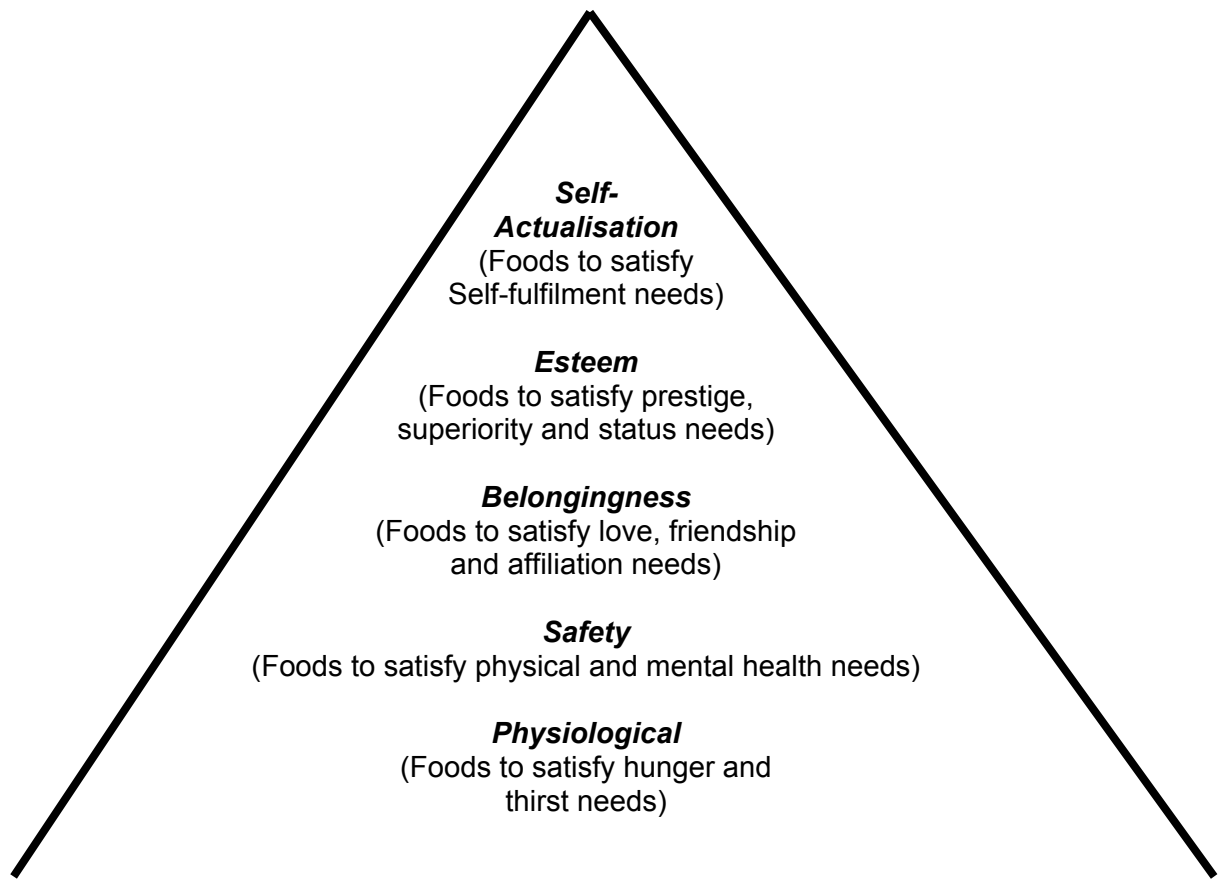 Self-
Actualisation
(Foods to satisfy
Self-fulfilment needs)
Esteem
(Foods to satisfy prestige,
superiority and status needs)
Belongingness
(Foods to satisfy love, friendship
and affiliation needs)
Safety
(Foods to satisfy physical and mental health needs)
Physiological
(Foods to satisfy hunger and
thirst needs)